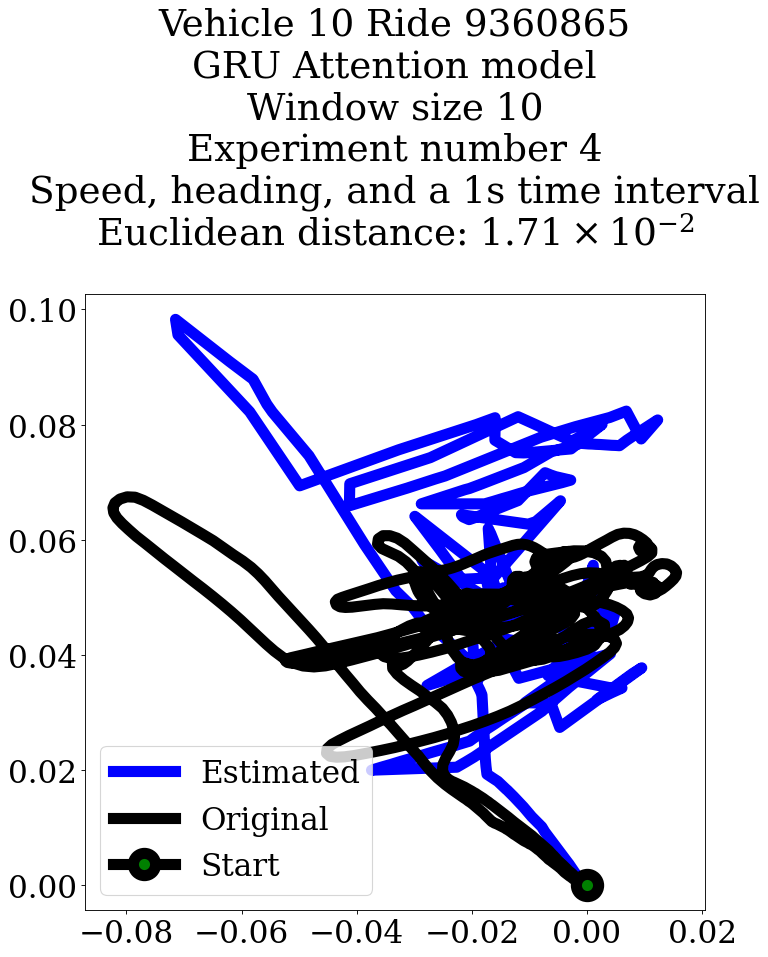 Vehicle 10 Ride 9360865
GRU Attention model
Window size 10
Experiment number 4
Speed, heading, and a 1s time interval
Euclidean distance: 1.71 × 10⁻²
0.10
0.08
0.06
0.04
0.02
0.00
Estimated
Original
Start
−0.08 −0.06 −0.04 −0.02 0.00 0.02